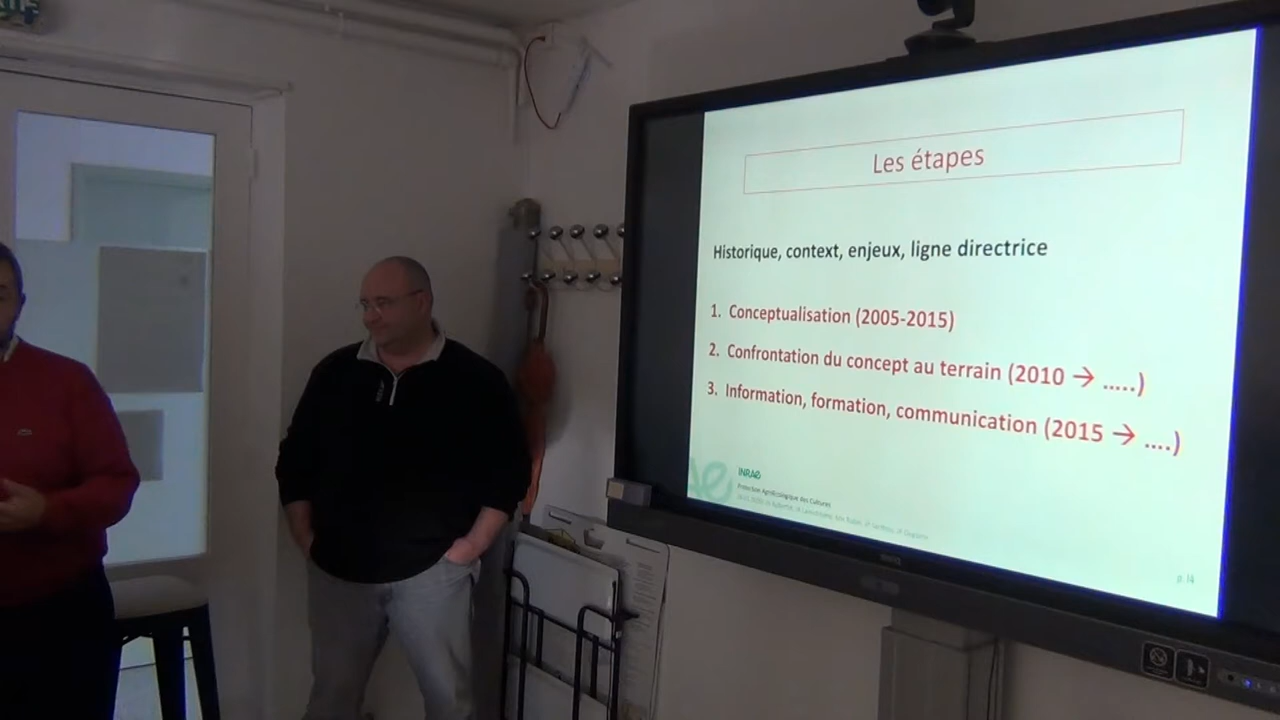 Les étapes
Historique, context, enjeux, ligne directrice
1. Conceptualisation (2005-2015)
2. Confrontation du concept au terrain (2010 → .....)
3. Information, formation, communication (2015 → ....)
INRAE
Protection Agroécologique des Cultures
p. 14